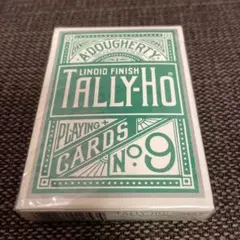 A. DOUGHERTY
LINOID FINISH
TALLY-HO®
PLAYING
CARDS
No. 9